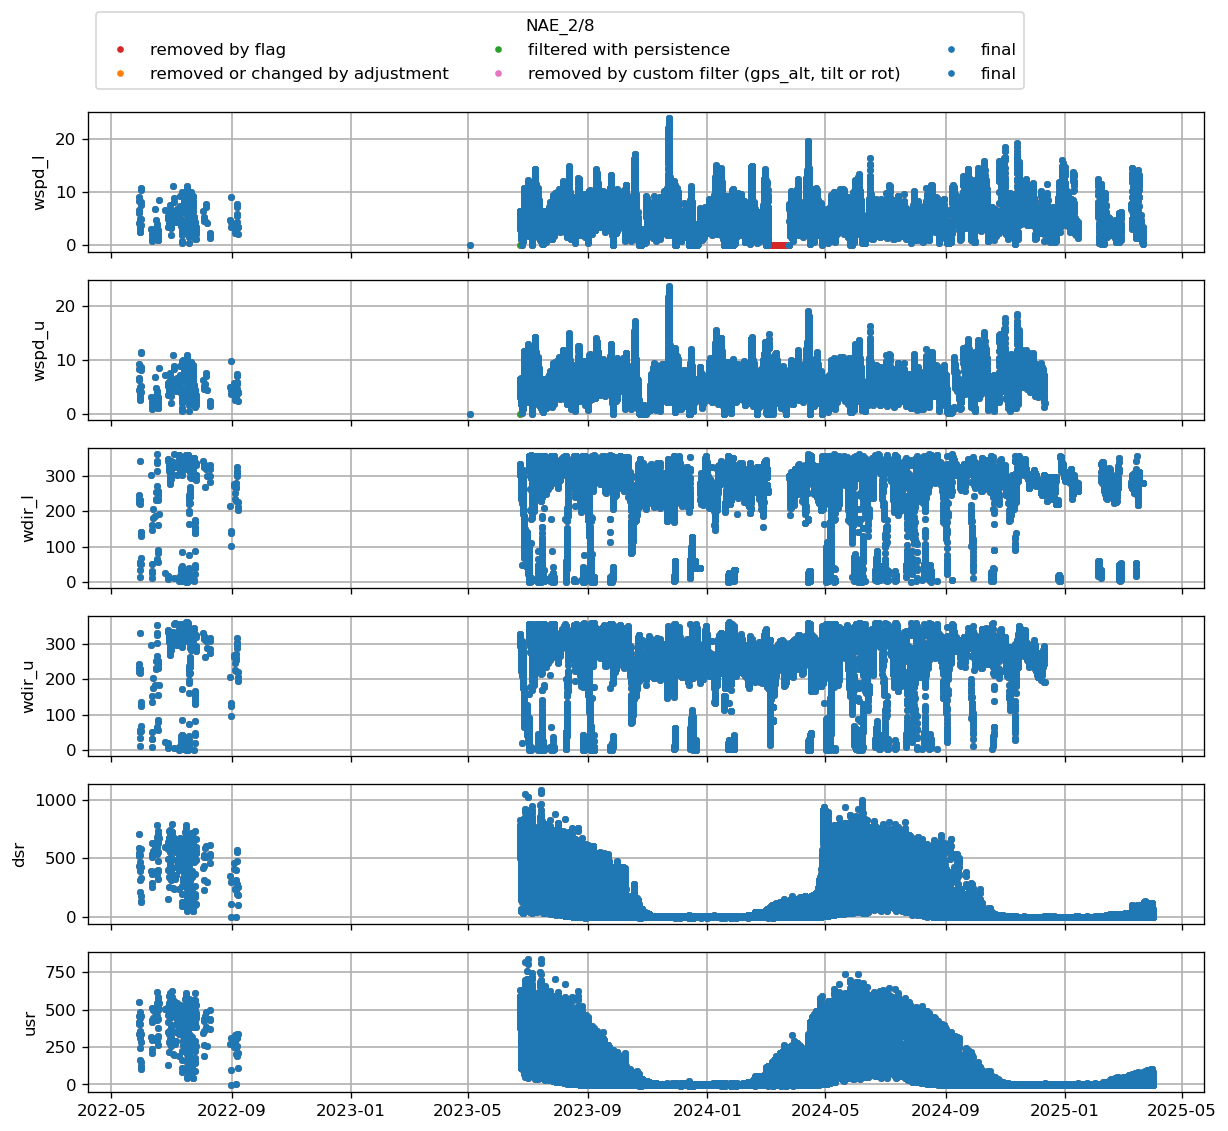 NAE_2/8
removed by flag
filtered with persistence
final
removed or changed by adjustment
removed by custom filter (gps_alt, tilt or rot)
final
wspd_l
20
10
0
wspd_u
20
10
0
wdir_l
300
200
100
0
wdir_u
300
200
100
0
dsr
1000
500
0
usr
750
500
250
0
2022-05 2022-09 2023-01 2023-05 2023-09 2024-01 2024-05 2024-09 2025-01 2025-05